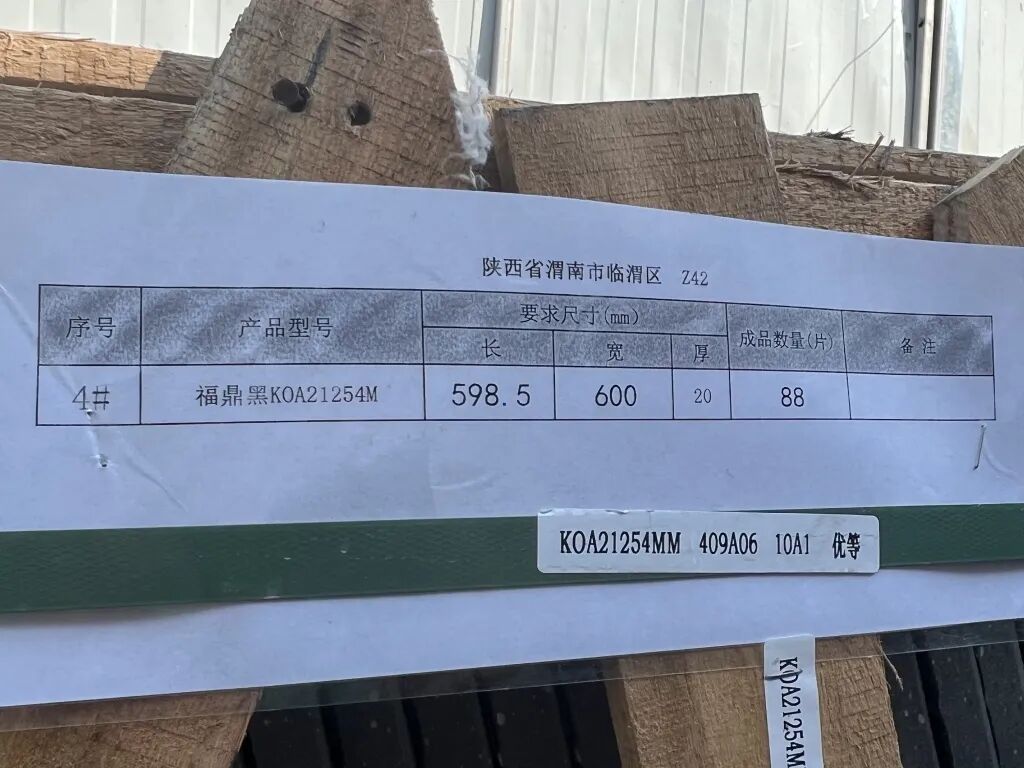 陕西省渭南市临渭区 Z42
序号 产品型号 要求尺寸(mm) 成品数量(片) 备注
长 宽 厚
4# 福鼎黑KOA21254M 598.5 600 20 88
KOA21254MM 409A06 10A1 优等
KOA21254M